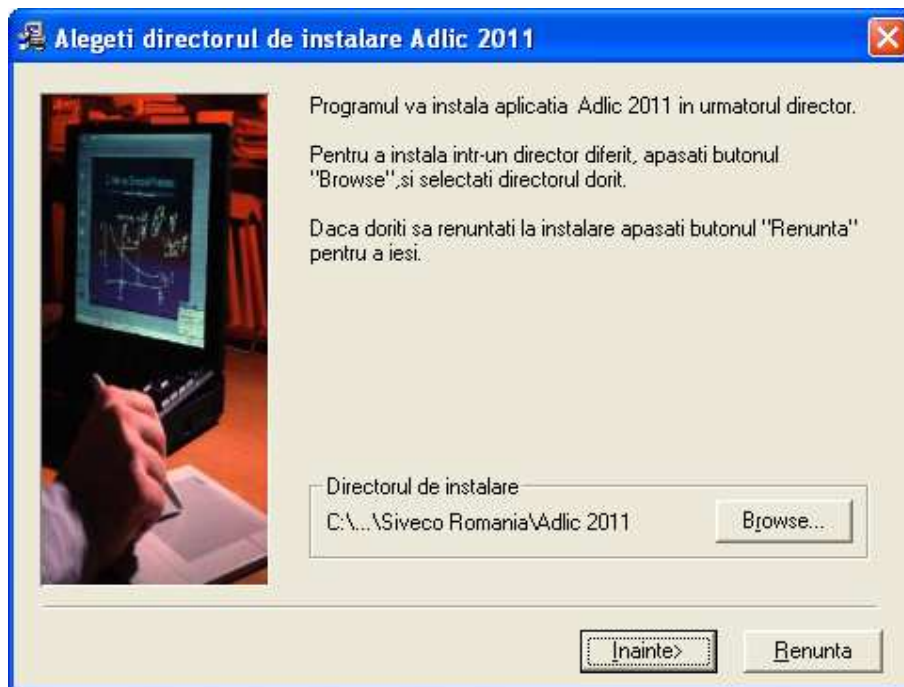 Alegeti directorul de instalare Adlic 2011
Programul va instala aplicatia Adlic 2011 in urmatorul director.
Pentru a instala intr-un director diferit, apasati butonul
"Browse",si selectati directorul dorit.
Daca doriti sa renuntati la instalare apasati butonul "Renunta"
pentru a iesi.
Directorul de instalare
C:\...\Siveco Romania\Adlic 2011
Browse...
Inainte>
Renunta